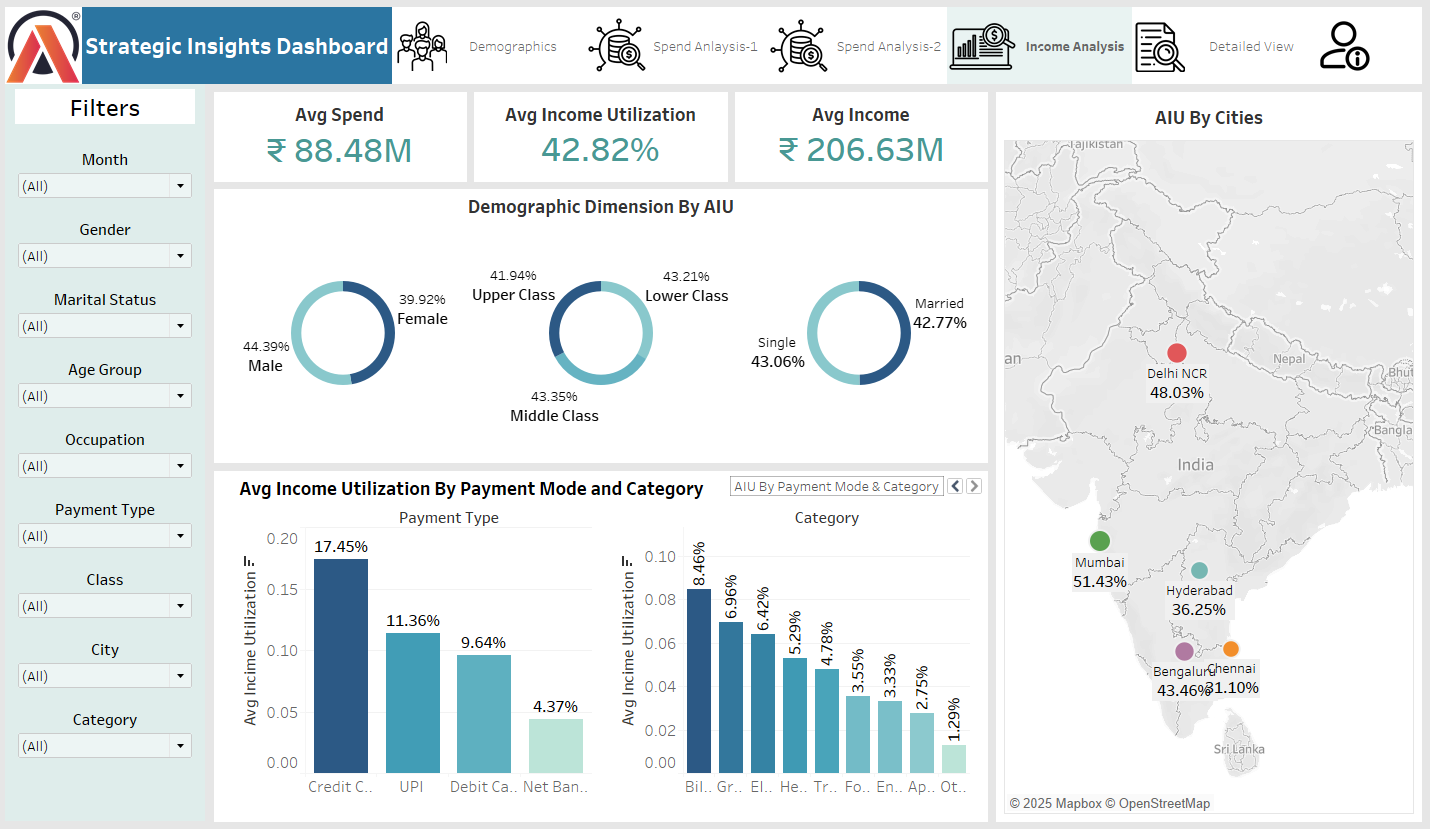 ®
Strategic Insights Dashboard
Demographics
Spend Anlaysis-1
Spend Analysis-2
Income Analysis
Detailed View
Filters
Month
(All)
Gender
(All)
Marital Status
(All)
Age Group
(All)
Occupation
(All)
Payment Type
(All)
Class
(All)
City
(All)
Category
(All)
Avg Spend
₹ 88.48M
Avg Income Utilization
42.82%
Avg Income
₹ 206.63M
Demographic Dimension By AIU
39.92%
Female
44.39%
Male
41.94%
Upper Class
43.21%
Lower Class
43.35%
Middle Class
Married
42.77%
Single
43.06%
Avg Income Utilization By Payment Mode and Category
AIU By Payment Mode & Category
Payment Type
Avg Incime Utilization
0.20
0.15
0.10
0.05
0.00
17.45%
11.36%
9.64%
4.37%
Credit C..
UPI
Debit Ca..
Net Ban..
Category
Avg Incime Utilization
0.10
0.08
0.06
0.04
0.02
0.00
8.46%
6.96%
6.42%
5.29%
4.78%
3.55%
3.33%
2.75%
1.29%
Bil..
Gr..
El..
He..
Tr..
Fo..
En..
Ap..
Ot..
AIU By Cities
Tajikistan
an
Nepal
Bhut
Bangla
India
Sri Lanka
Delhi NCR
48.03%
Mumbai
51.43%
Hyderabad
36.25%
Bengaluru
43.46%
Chennai
31.10%
© 2025 Mapbox © OpenStreetMap